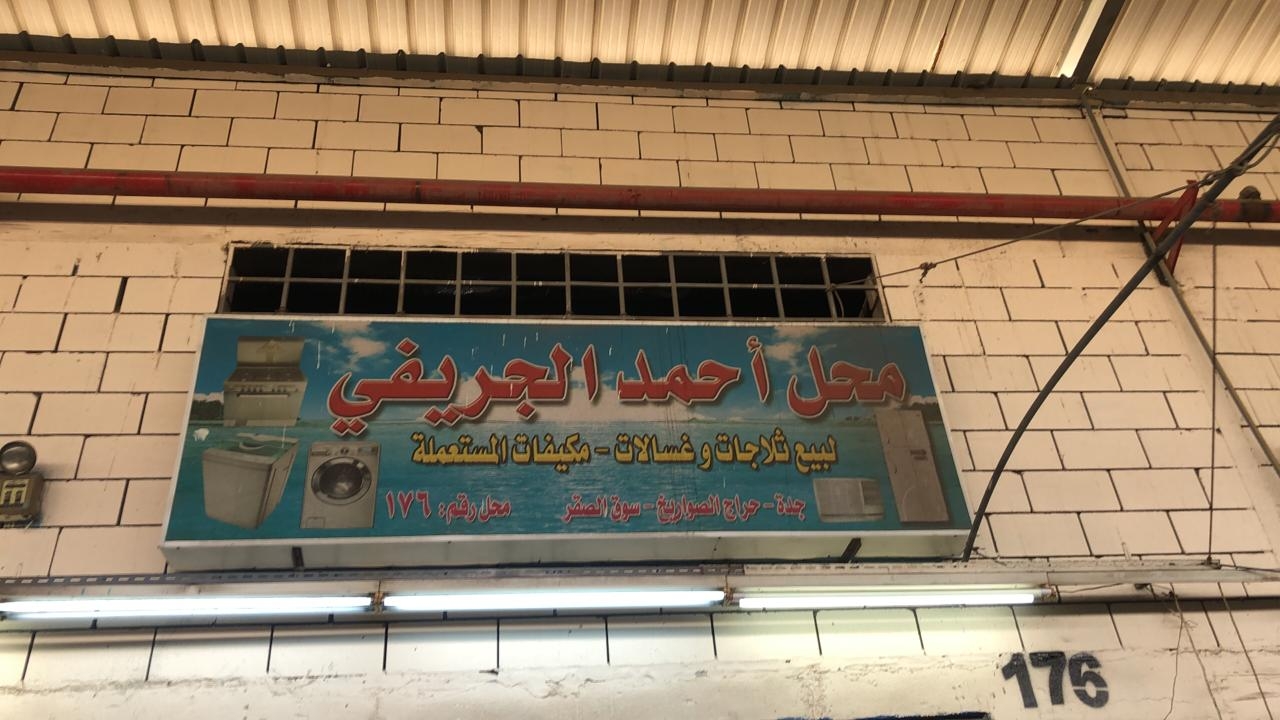 محل أحمد الجريفي
لبيع ثلاجات و غسالات - مكيفات المستعملة
جدة - حراج الصواريخ - سوق الصقر محل رقم: ١٧٦
176